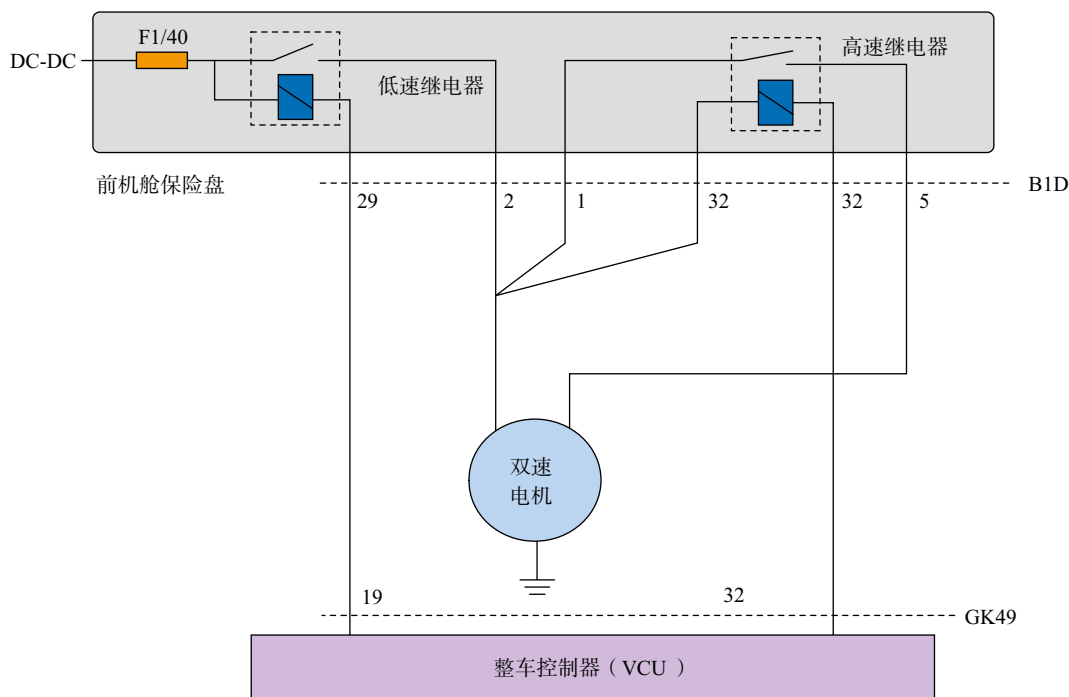 F1/40
DC-DC
低速继电器
高速继电器
前机舱保险盘
B1D
29
2
1
32
32
5
双速
电机
19
32
GK49
整车控制器（VCU ）